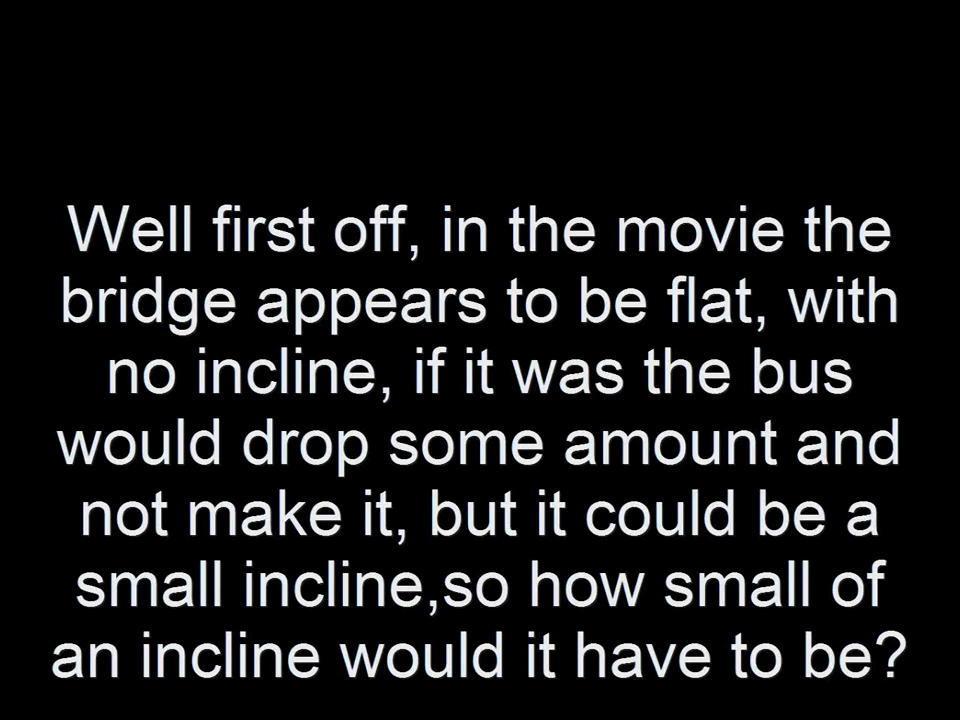 Well first off, in the movie the
bridge appears to be flat, with
no incline, if it was the bus
would drop some amount and
not make it, but it could be a
small incline,so how small of
an incline would it have to be?